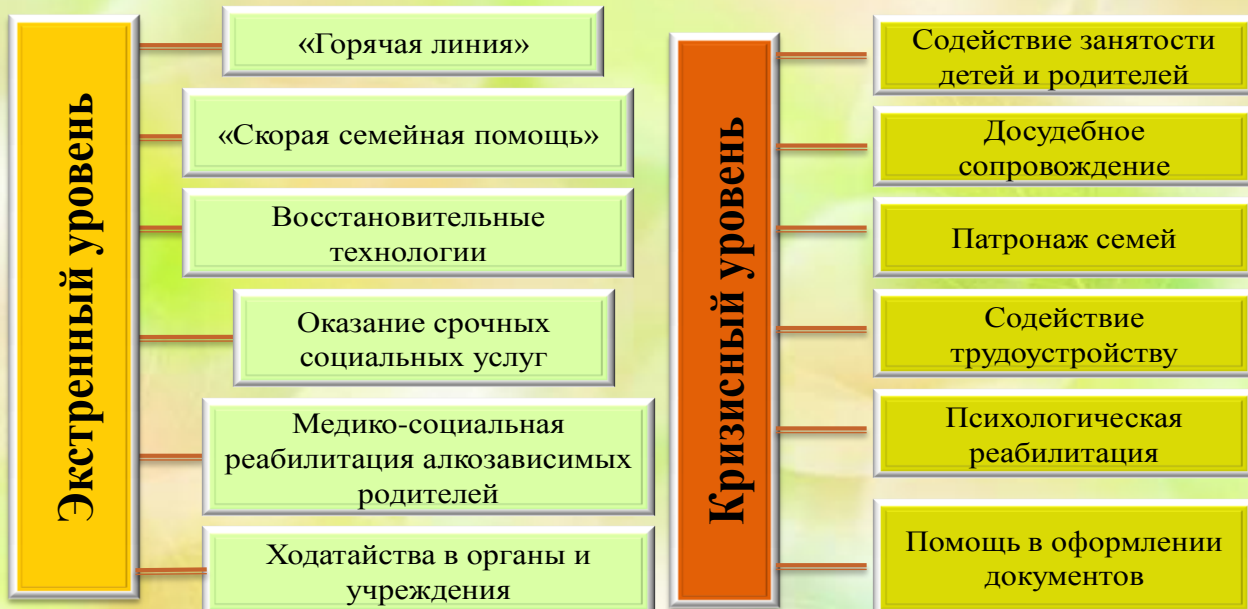 Экстренный уровень
«Горячая линия»
«Скорая семейная помощь»
Восстановительные
технологии
Оказание срочных
социальных услуг
Медико-социальная
реабилитация алкозависимых
родителей
Ходатайства в органы и
учреждения
Кризисный уровень
Содействие занятости
детей и родителей
Досудебное
сопровождение
Патронаж семей
Содействие
трудоустройству
Психологическая
реабилитация
Помощь в оформлении
документов